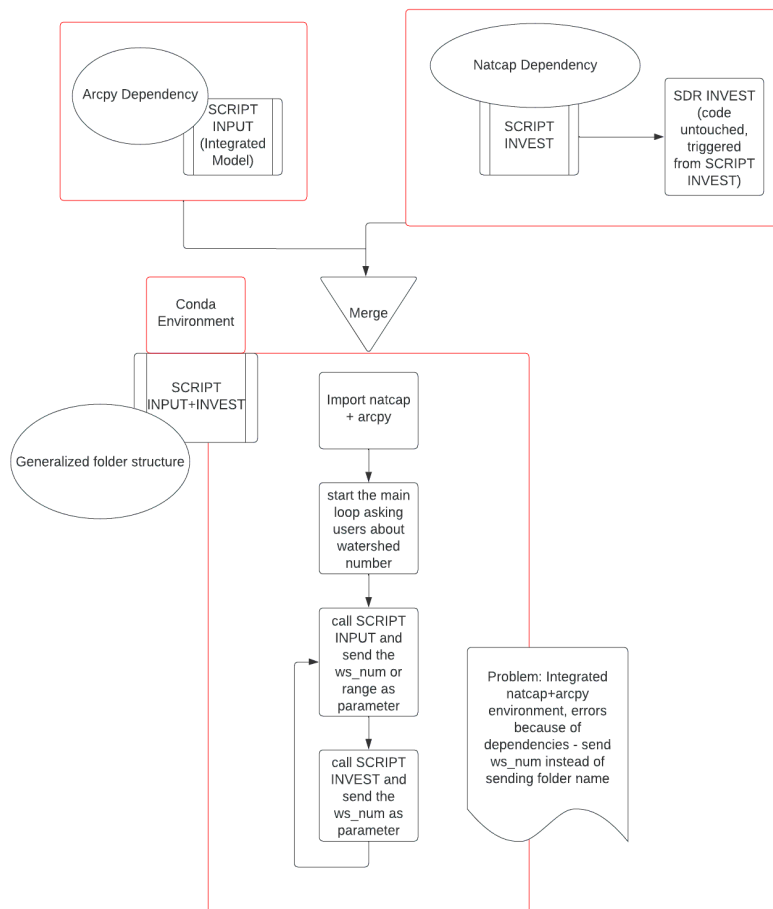 Arcpy Dependency
SCRIPT
INPUT
(Integrated
Model)
Natcap Dependency
SCRIPT
INVEST
SDR INVEST
(code
untouched,
triggered
from SCRIPT
INVEST)
Merge
Conda
Environment
SCRIPT
INPUT+INVEST
Generalized folder structure
Import natcap
+ arcpy
start the main
loop asking
users about
watershed
number
call SCRIPT
INPUT and
send the
ws_num or
range as
parameter
call SCRIPT
INVEST and
send the
ws_num as
parameter
Problem: Integrated
natcap+arcpy
environment, errors
because of
dependencies - send
ws_num instead of
sending folder name